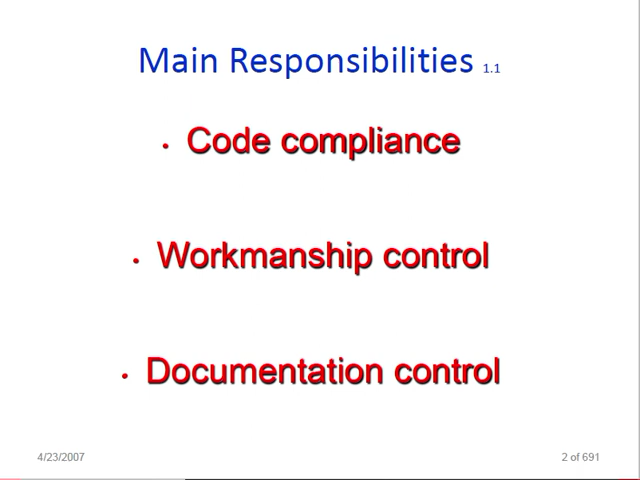 Main Responsibilities 1.1
• Code compliance
• Workmanship control
• Documentation control
4/23/2007 2 of 691